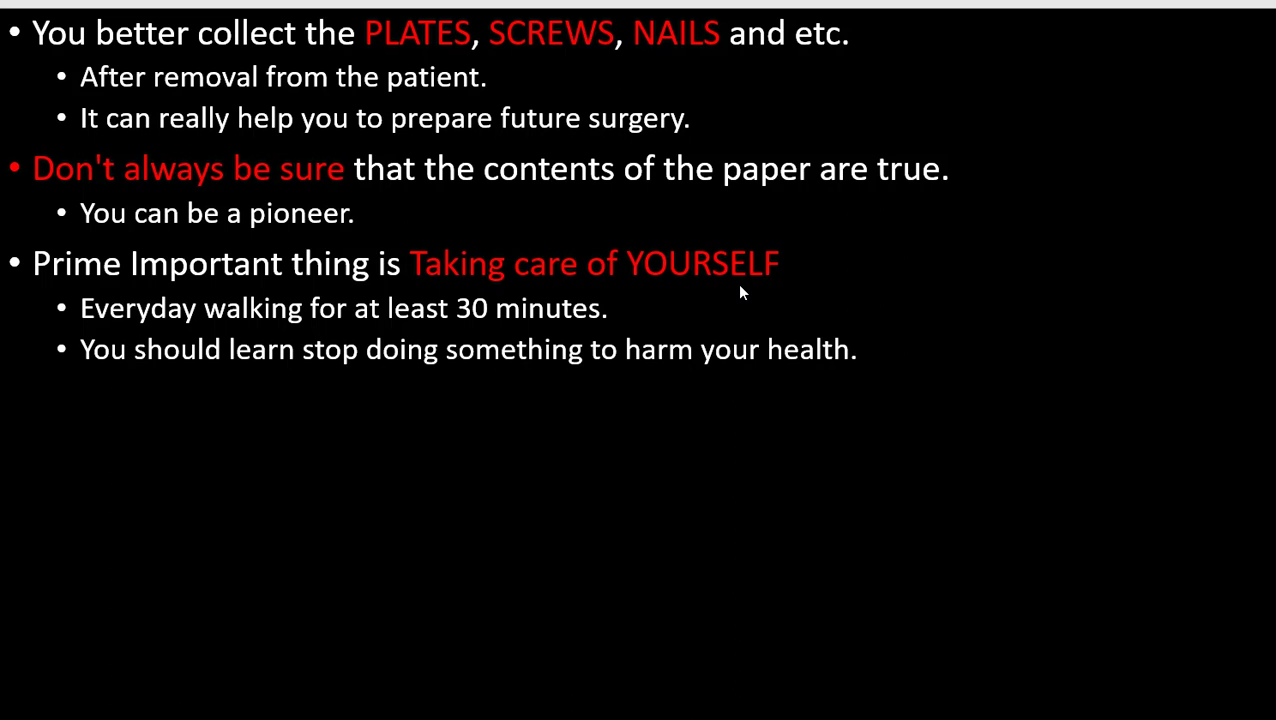 • You better collect the PLATES, SCREWS, NAILS and etc.
• After removal from the patient.
• It can really help you to prepare future surgery.
• Don't always be sure that the contents of the paper are true.
• You can be a pioneer.
• Prime Important thing is Taking care of YOURSELF
• Everyday walking for at least 30 minutes.
• You should learn stop doing something to harm your health.